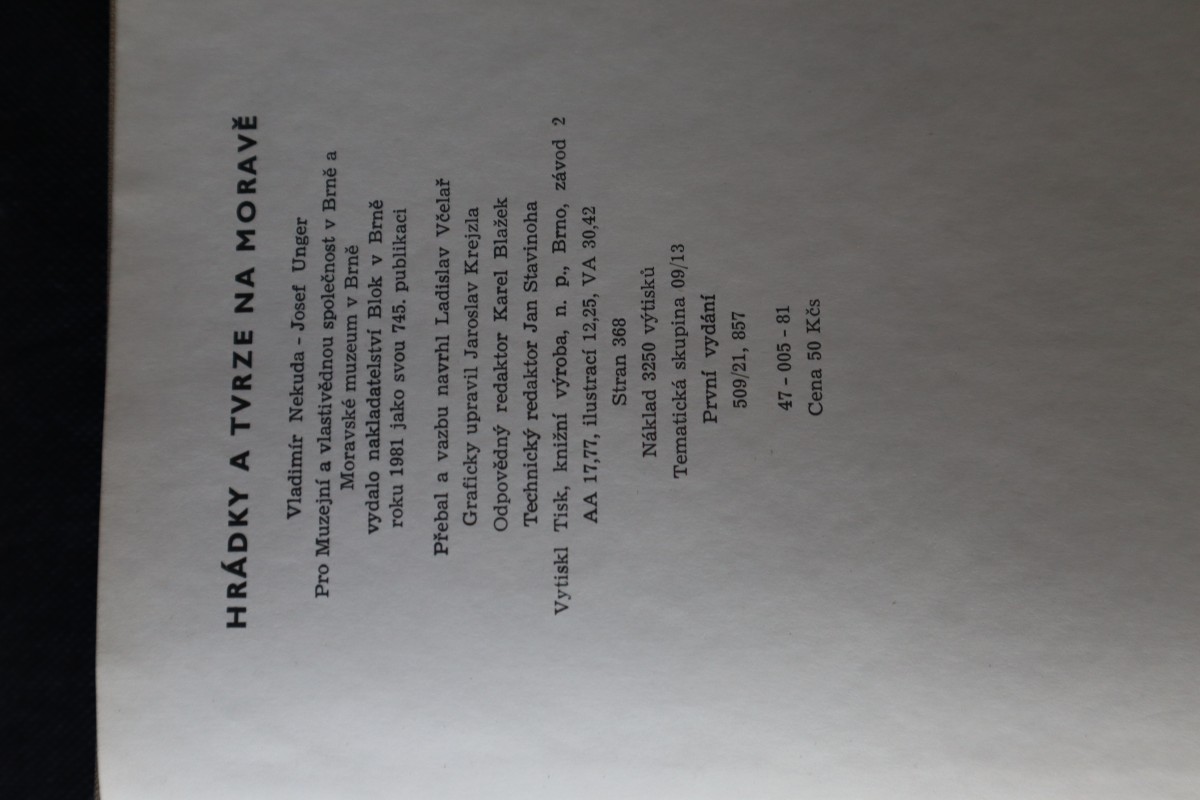 HRÁDKY A TVRZE NA MORAVĚ
Vladimír Nekuda - Josef Unger
Pro Muzejní a vlastivědnou společnost v Brně a
Moravské muzeum v Brně
vydalo nakladatelství Blok v Brně
roku 1981 jako svou 745. publikaci
Přebal a vazbu navrhl Ladislav Včelař
Graficky upravil Jaroslav Krejzla
Odpovědný redaktor Karel Blažek
Technický redaktor Jan Stavinoha
Vytiskl Tisk, knižní výroba, n. p., Brno, závod 2
AA 17,77, ilustrací 12,25, VA 30,42
Stran 368
Náklad 3250 výtisků
Tematická skupina 09/13
První vydání
509/21, 857
47 - 005 - 81
Cena 50 Kčs